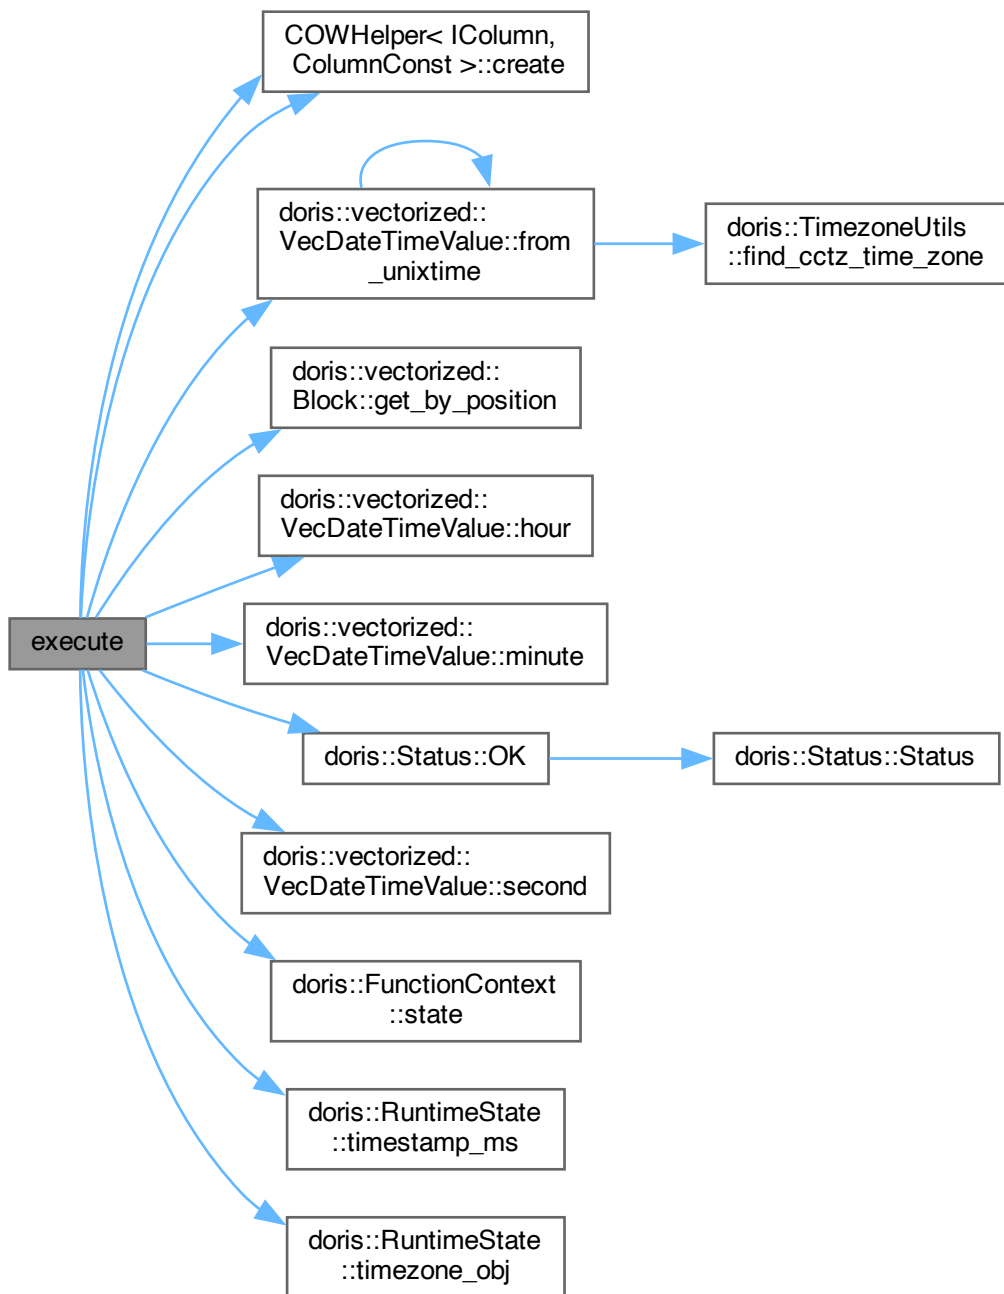 COWHelper< IColumn,
ColumnConst >::create
doris::vectorized::
VecDateTimeValue::from
_unixtime
doris::TimezoneUtils
::find_cctz_time_zone
doris::vectorized::
Block::get_by_position
doris::vectorized::
VecDateTimeValue::hour
execute
doris::vectorized::
VecDateTimeValue::minute
doris::Status::OK
doris::Status::Status
doris::vectorized::
VecDateTimeValue::second
doris::FunctionContext
::state
doris::RuntimeState
::timestamp_ms
doris::RuntimeState
::timezone_obj